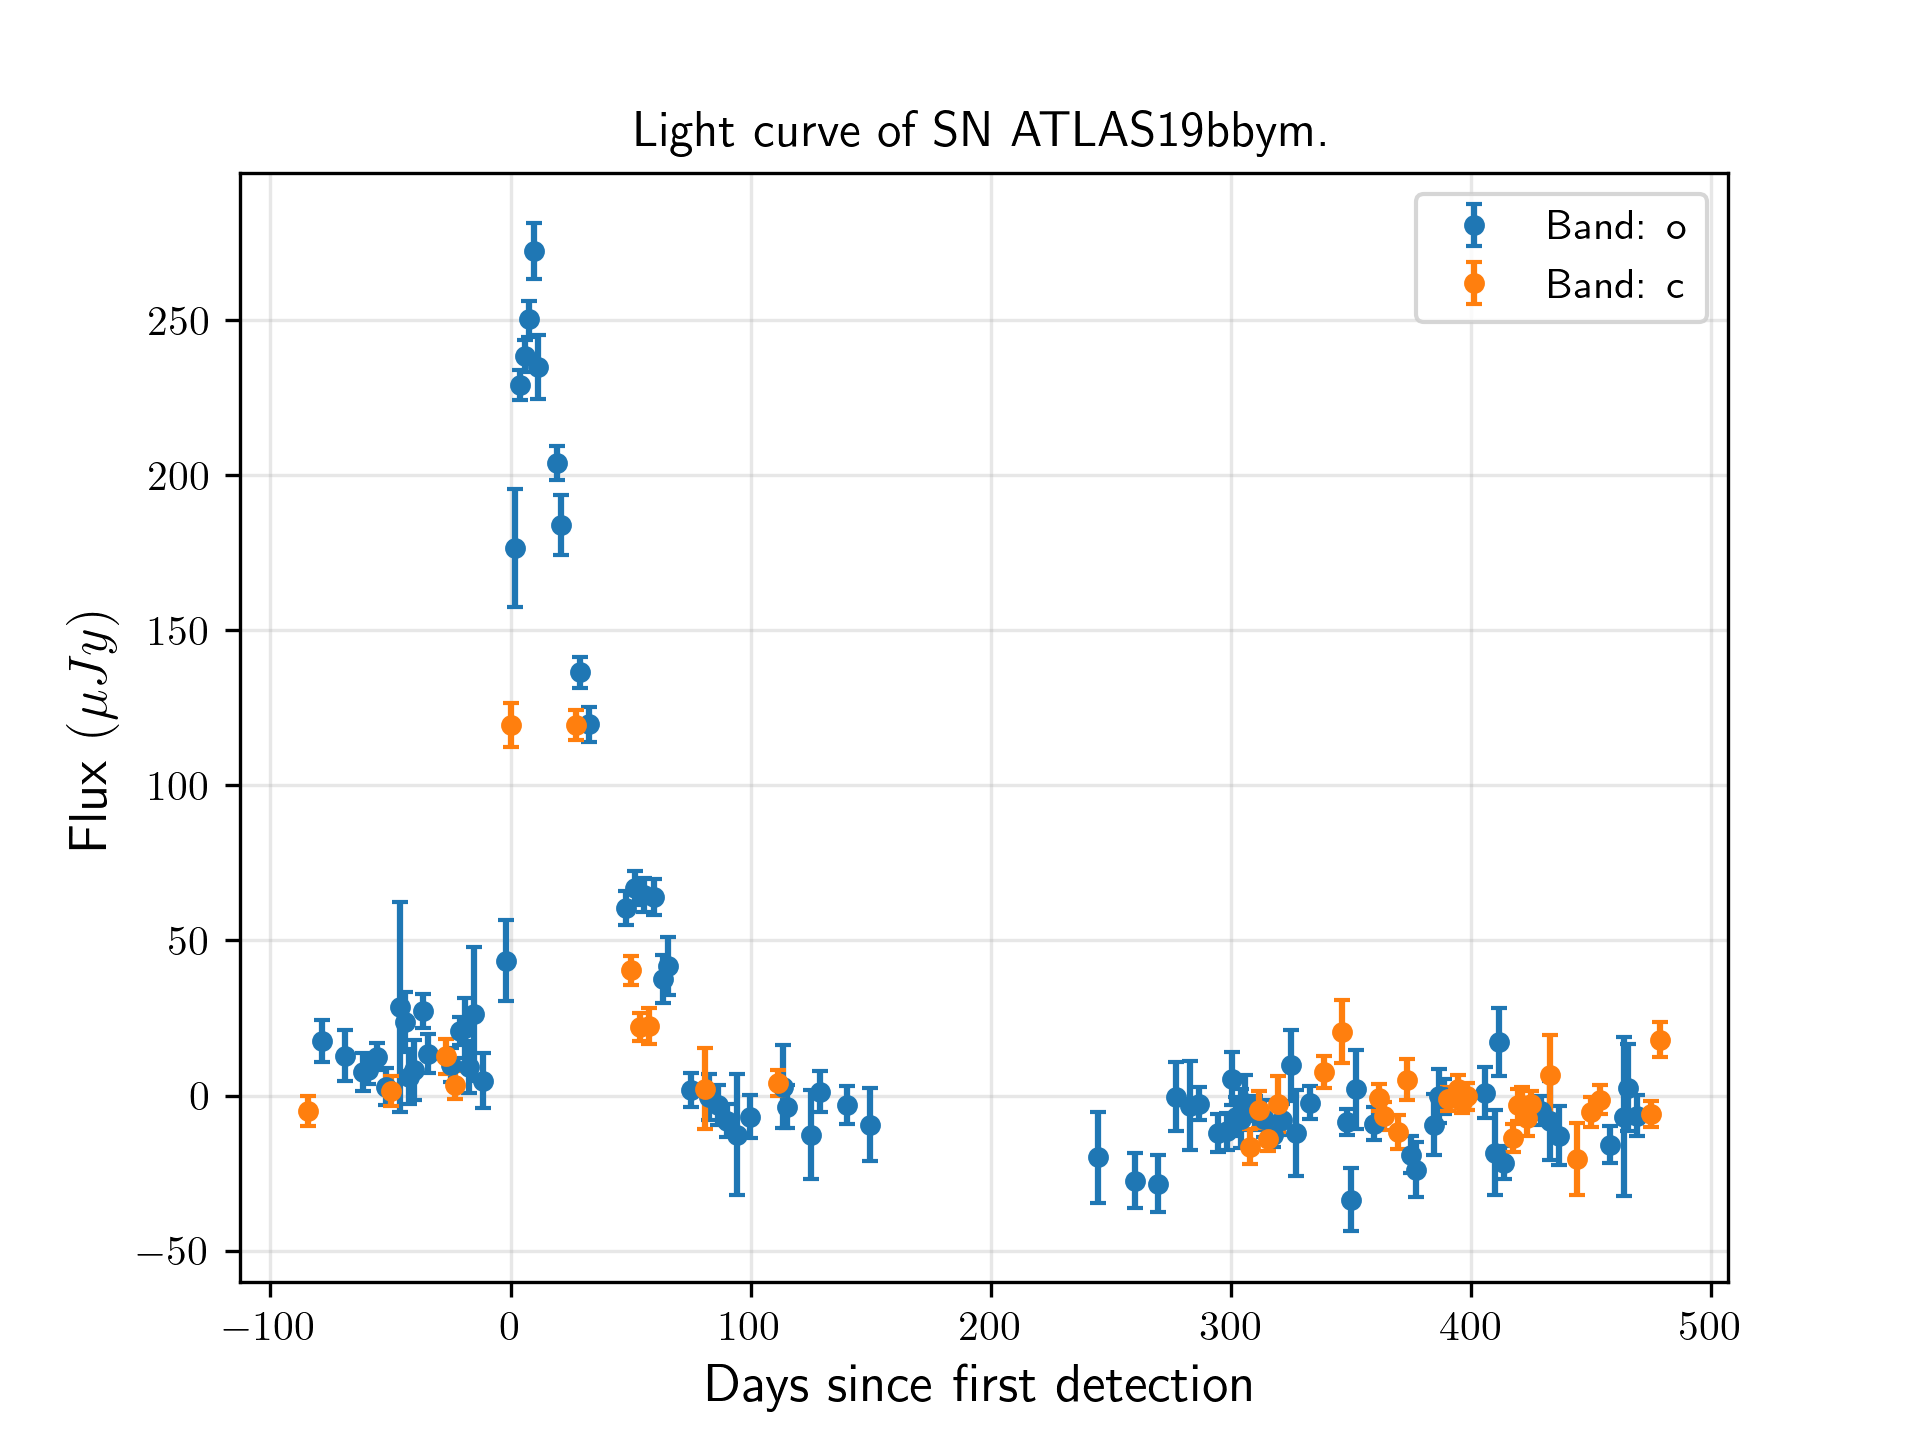 Light curve of SN ATLAS19bbym.
Band: o
Band: c
250
200
150
100
50
0
−50
Flux (μJy)
−100 0 100 200 300 400 500
Days since first detection